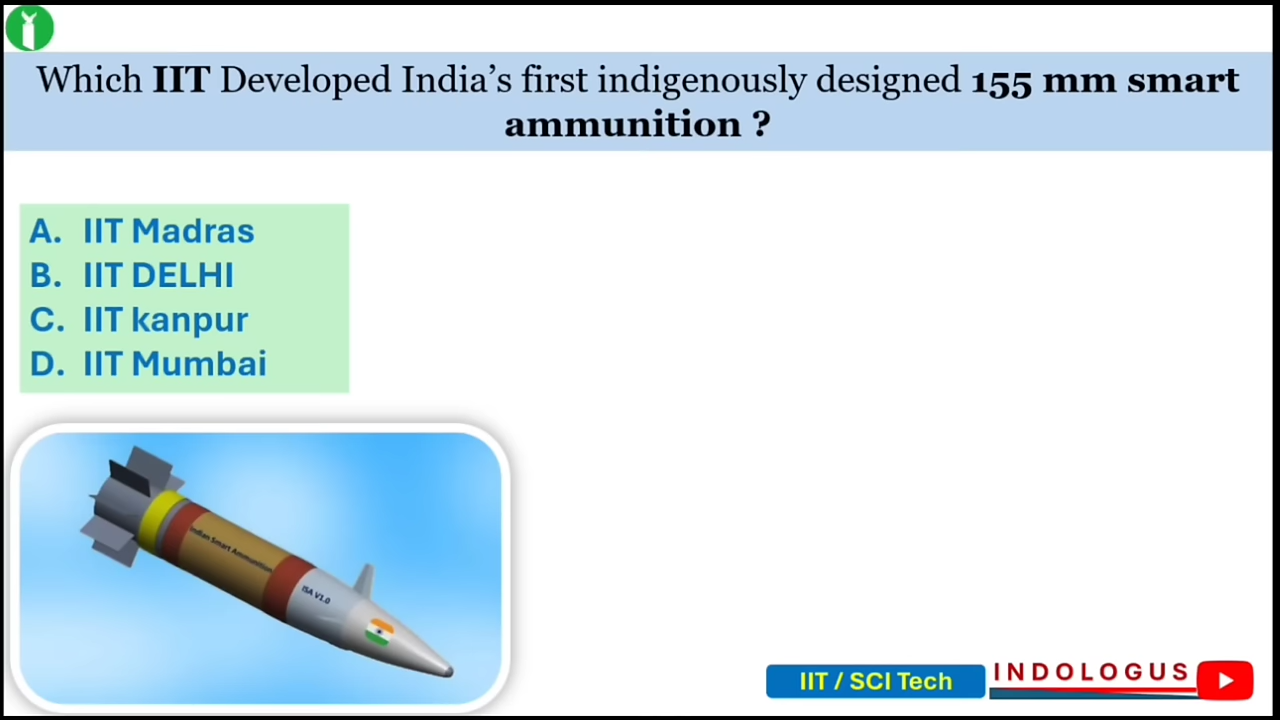 Which IIT Developed India’s first indigenously designed 155 mm smart
ammunition ?
A. IIT Madras
B. IIT DELHI
C. IIT kanpur
D. IIT Mumbai
Indian Smart Ammunition
ISA V1.0
IIT / SCI Tech
INDOLOGUS